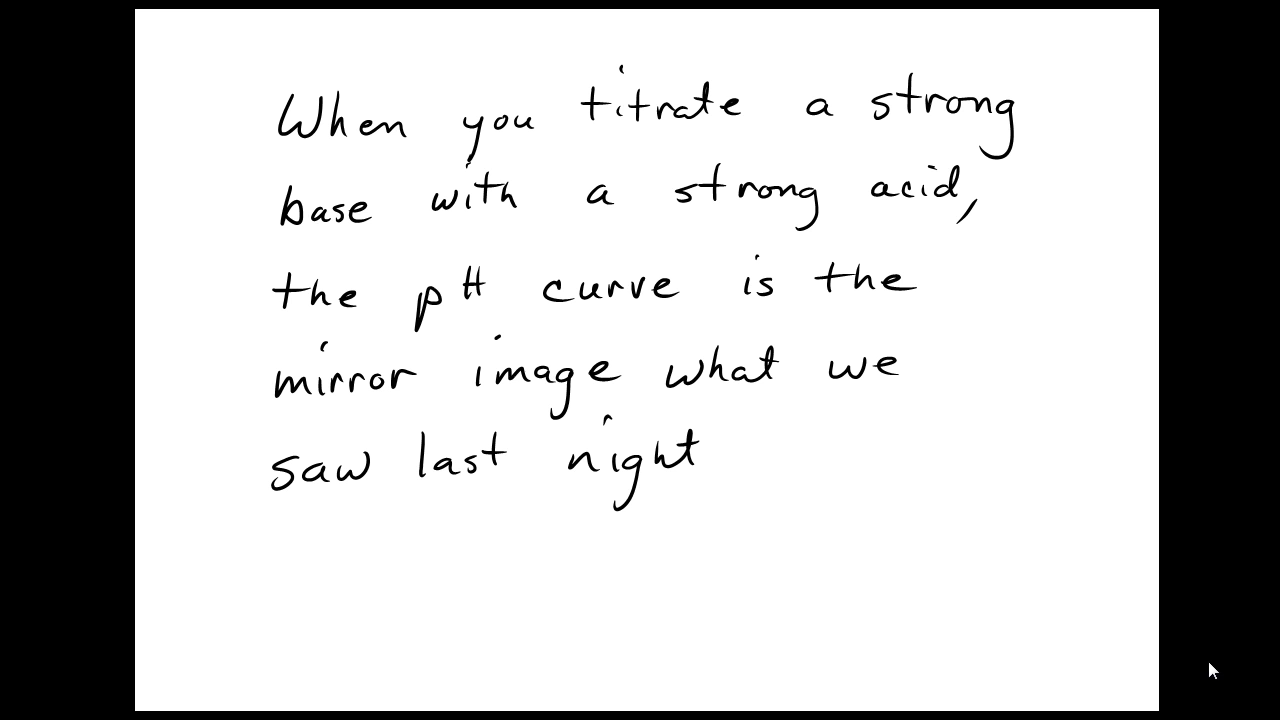 When you titrate a strong
base with a strong acid,
the pH curve is the
mirror image what we
saw last night